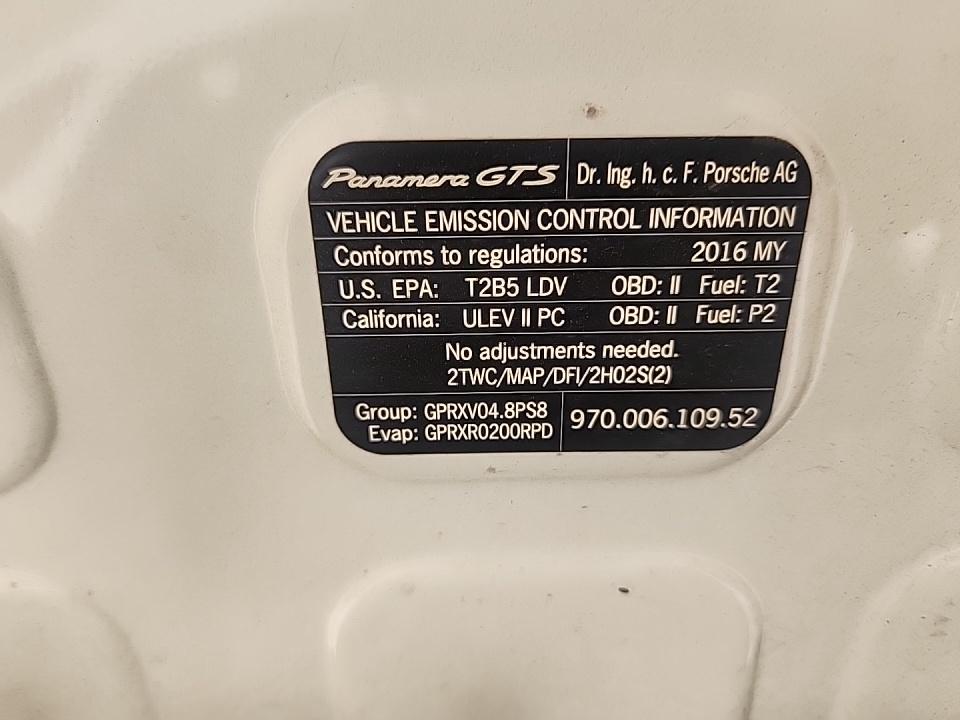 Panamera GTS Dr. Ing. h. c. F. Porsche AG
VEHICLE EMISSION CONTROL INFORMATION
Conforms to regulations: 2016 MY
U.S. EPA: T2B5 LDV OBD: II Fuel: T2
California: ULEV II PC OBD: II Fuel: P2
No adjustments needed.
2TWC/MAP/DFI/2HO2S(2)
Group: GPRXV04.8PS8
Evap: GPRXR0200RPD
970.006.109.52